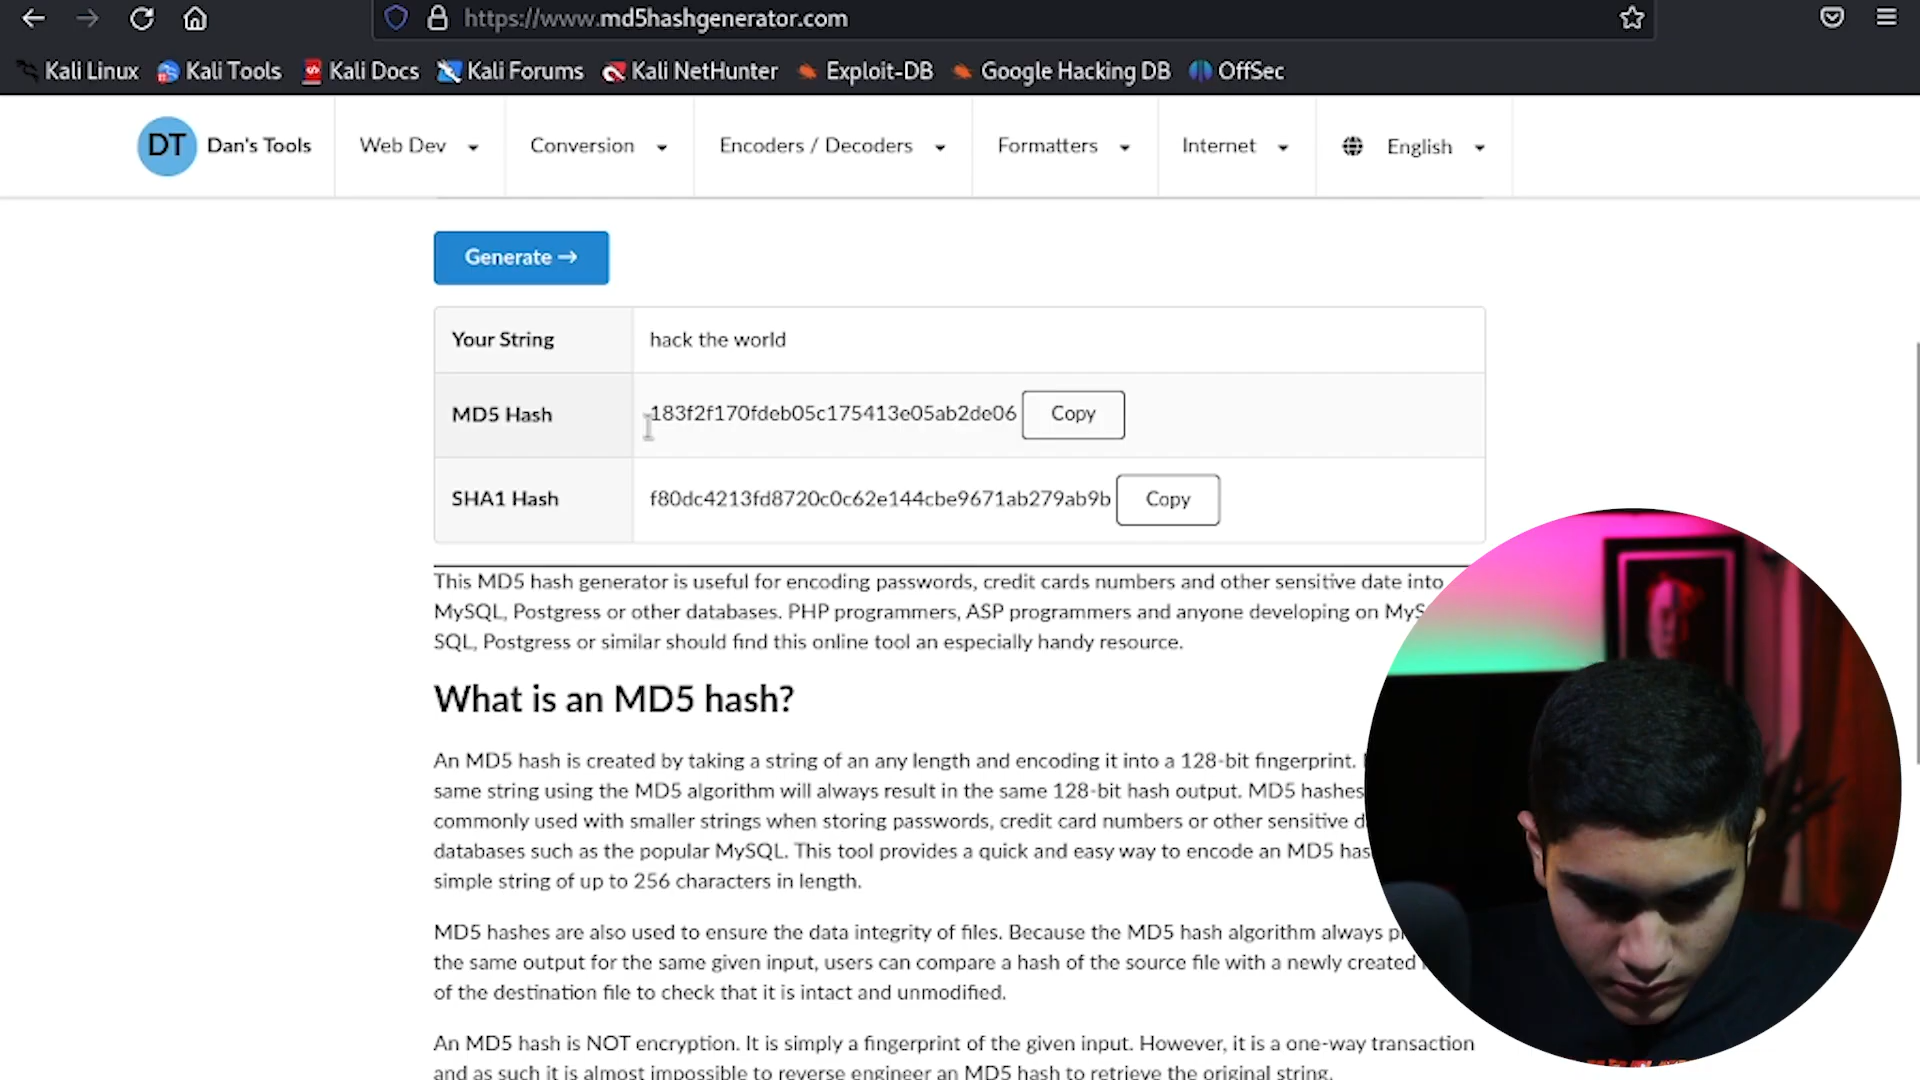 https://www.md5hashgenerator.com
Kali Linux Kali Tools Kali Docs Kali Forums Kali NetHunter Exploit-DB Google Hacking DB OffSec
DT Dan's Tools Web Dev Conversion Encoders / Decoders Formatters Internet English
Generate →
Your String hack the world
MD5 Hash 183f2f170fdeb05c175413e05ab2de06 Copy
SHA1 Hash f80dc4213fd8720c0c62e144cbe9671ab279ab9b Copy
This MD5 hash generator is useful for encoding passwords, credit cards numbers and other sensitive date into
MySQL, Postgress or other databases. PHP programmers, ASP programmers and anyone developing on MyS
SQL, Postgress or similar should find this online tool an especially handy resource.
What is an MD5 hash?
An MD5 hash is created by taking a string of an any length and encoding it into a 128-bit fingerprint.
same string using the MD5 algorithm will always result in the same 128-bit hash output. MD5 hashes
commonly used with smaller strings when storing passwords, credit card numbers or other sensitive d
databases such as the popular MySQL. This tool provides a quick and easy way to encode an MD5 has
simple string of up to 256 characters in length.
MD5 hashes are also used to ensure the data integrity of files. Because the MD5 hash algorithm always p
the same output for the same given input, users can compare a hash of the source file with a newly created
of the destination file to check that it is intact and unmodified.
An MD5 hash is NOT encryption. It is simply a fingerprint of the given input. However, it is a one-way transaction
and as such it is almost impossible to reverse engineer an MD5 hash to retrieve the original string.